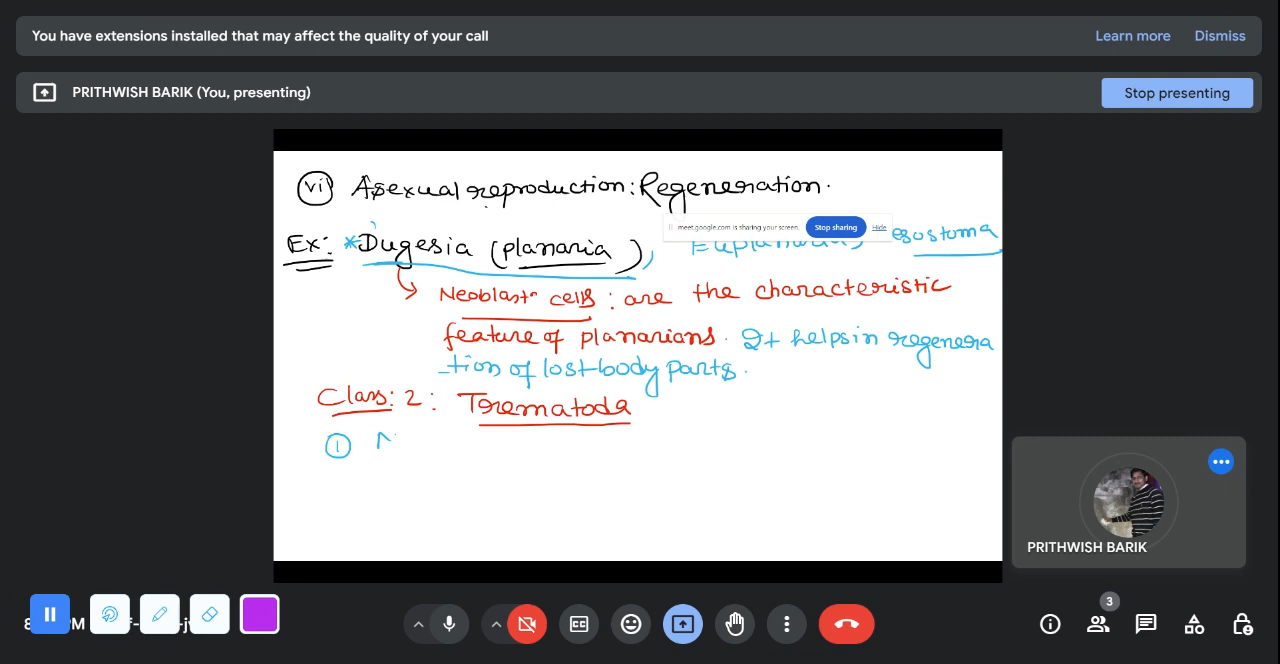 You have extensions installed that may affect the quality of your call Learn more Dismiss
PRITHWISH BARIK (You, presenting) Stop presenting
vi Asexual reproduction: Regeneration.
meet.google.com is sharing your screen. Stop sharing Hide
Ex: *Dugesia (planaria), esostoma
Neoblast cells: are the characteristic
feature of planarians. It helps in regenera
-tion of lost body parts.
Class: 2: Trematoda
1 N
PRITHWISH BARIK
3